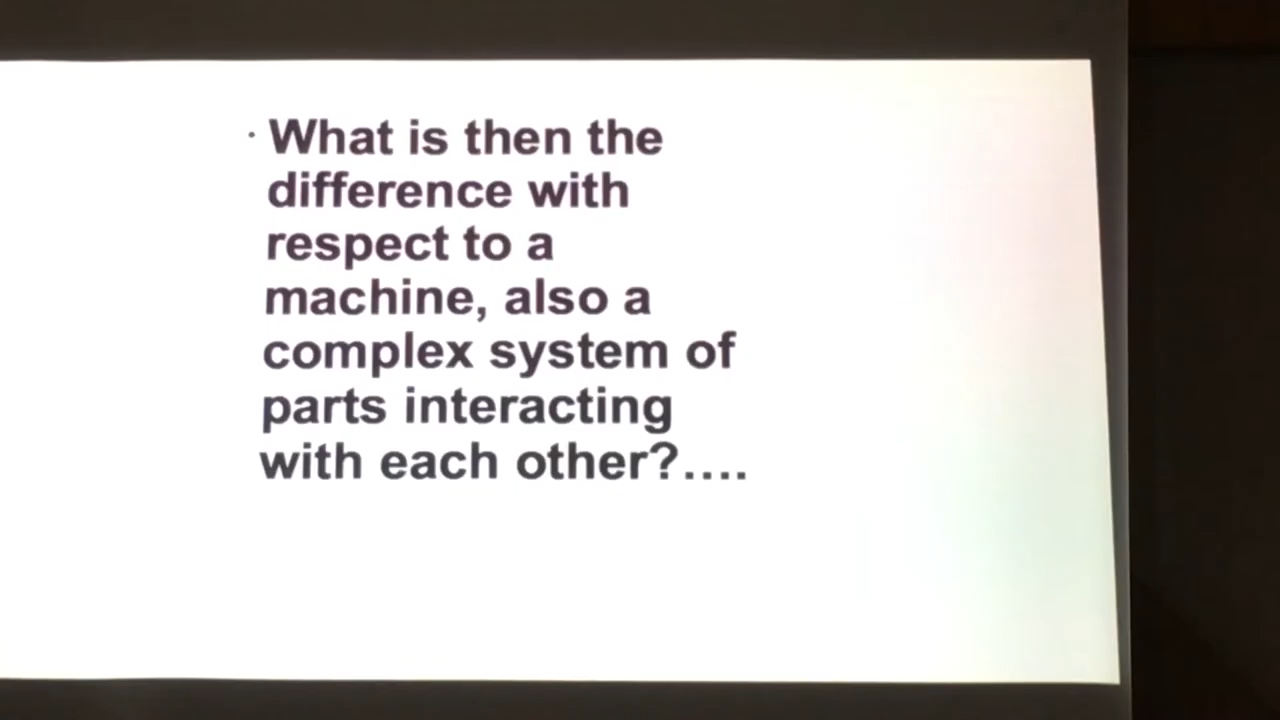 · What is then the
difference with
respect to a
machine, also a
complex system of
parts interacting
with each other?....